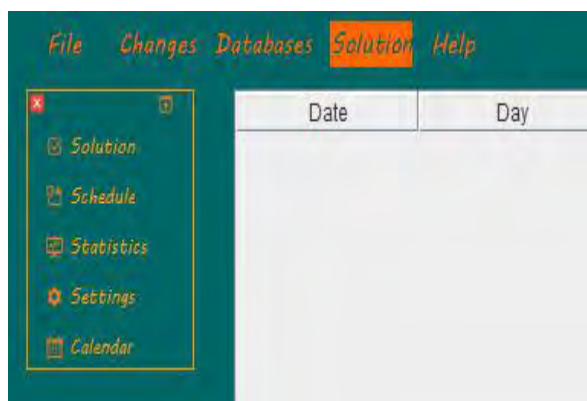 File Changes Databases Solution Help
Date Day
Solution
Schedule
Statistics
Settings
Calendar